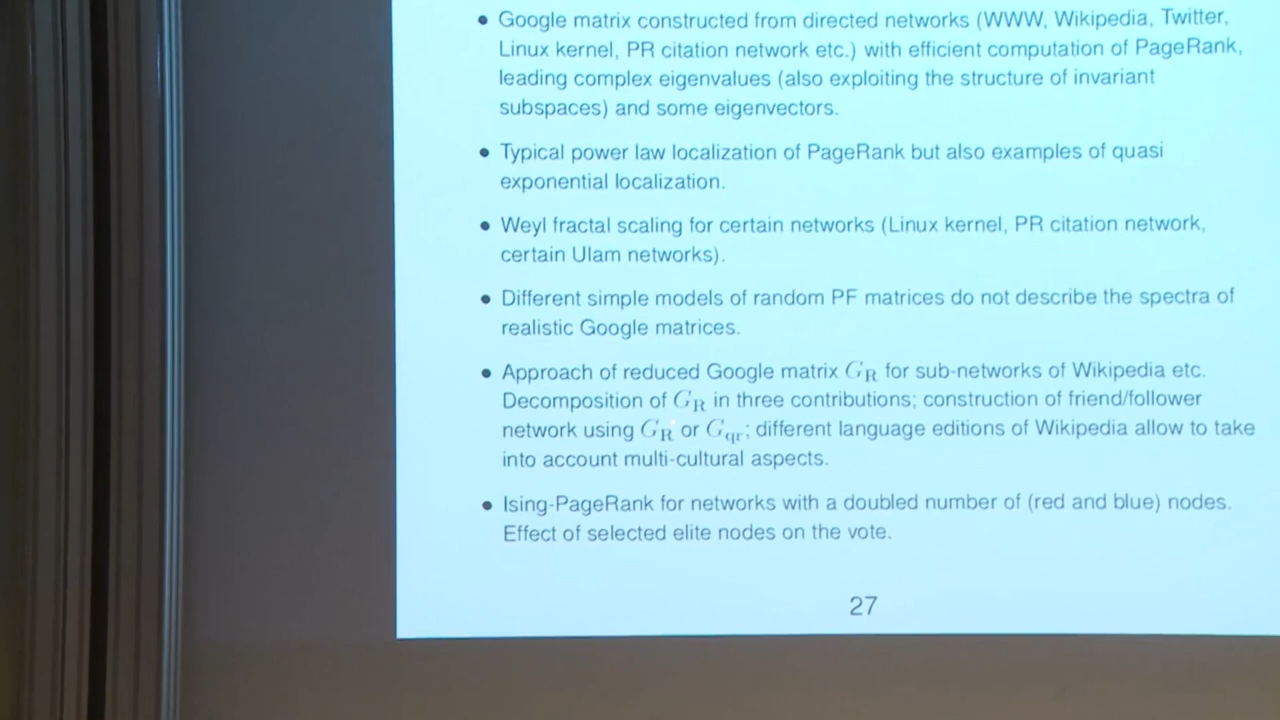 • Google matrix constructed from directed networks (WWW, Wikipedia, Twitter,
Linux kernel, PR citation network etc.) with efficient computation of PageRank,
leading complex eigenvalues (also exploiting the structure of invariant
subspaces) and some eigenvectors.
• Typical power law localization of PageRank but also examples of quasi
exponential localization.
• Weyl fractal scaling for certain networks (Linux kernel, PR citation network,
certain Ulam networks).
• Different simple models of random PF matrices do not describe the spectra of
realistic Google matrices.
• Approach of reduced Google matrix G_R for sub-networks of Wikipedia etc.
Decomposition of G_R in three contributions; construction of friend/follower
network using G_R or G_qr; different language editions of Wikipedia allow to take
into account multi-cultural aspects.
• Ising-PageRank for networks with a doubled number of (red and blue) nodes.
Effect of selected elite nodes on the vote.
27